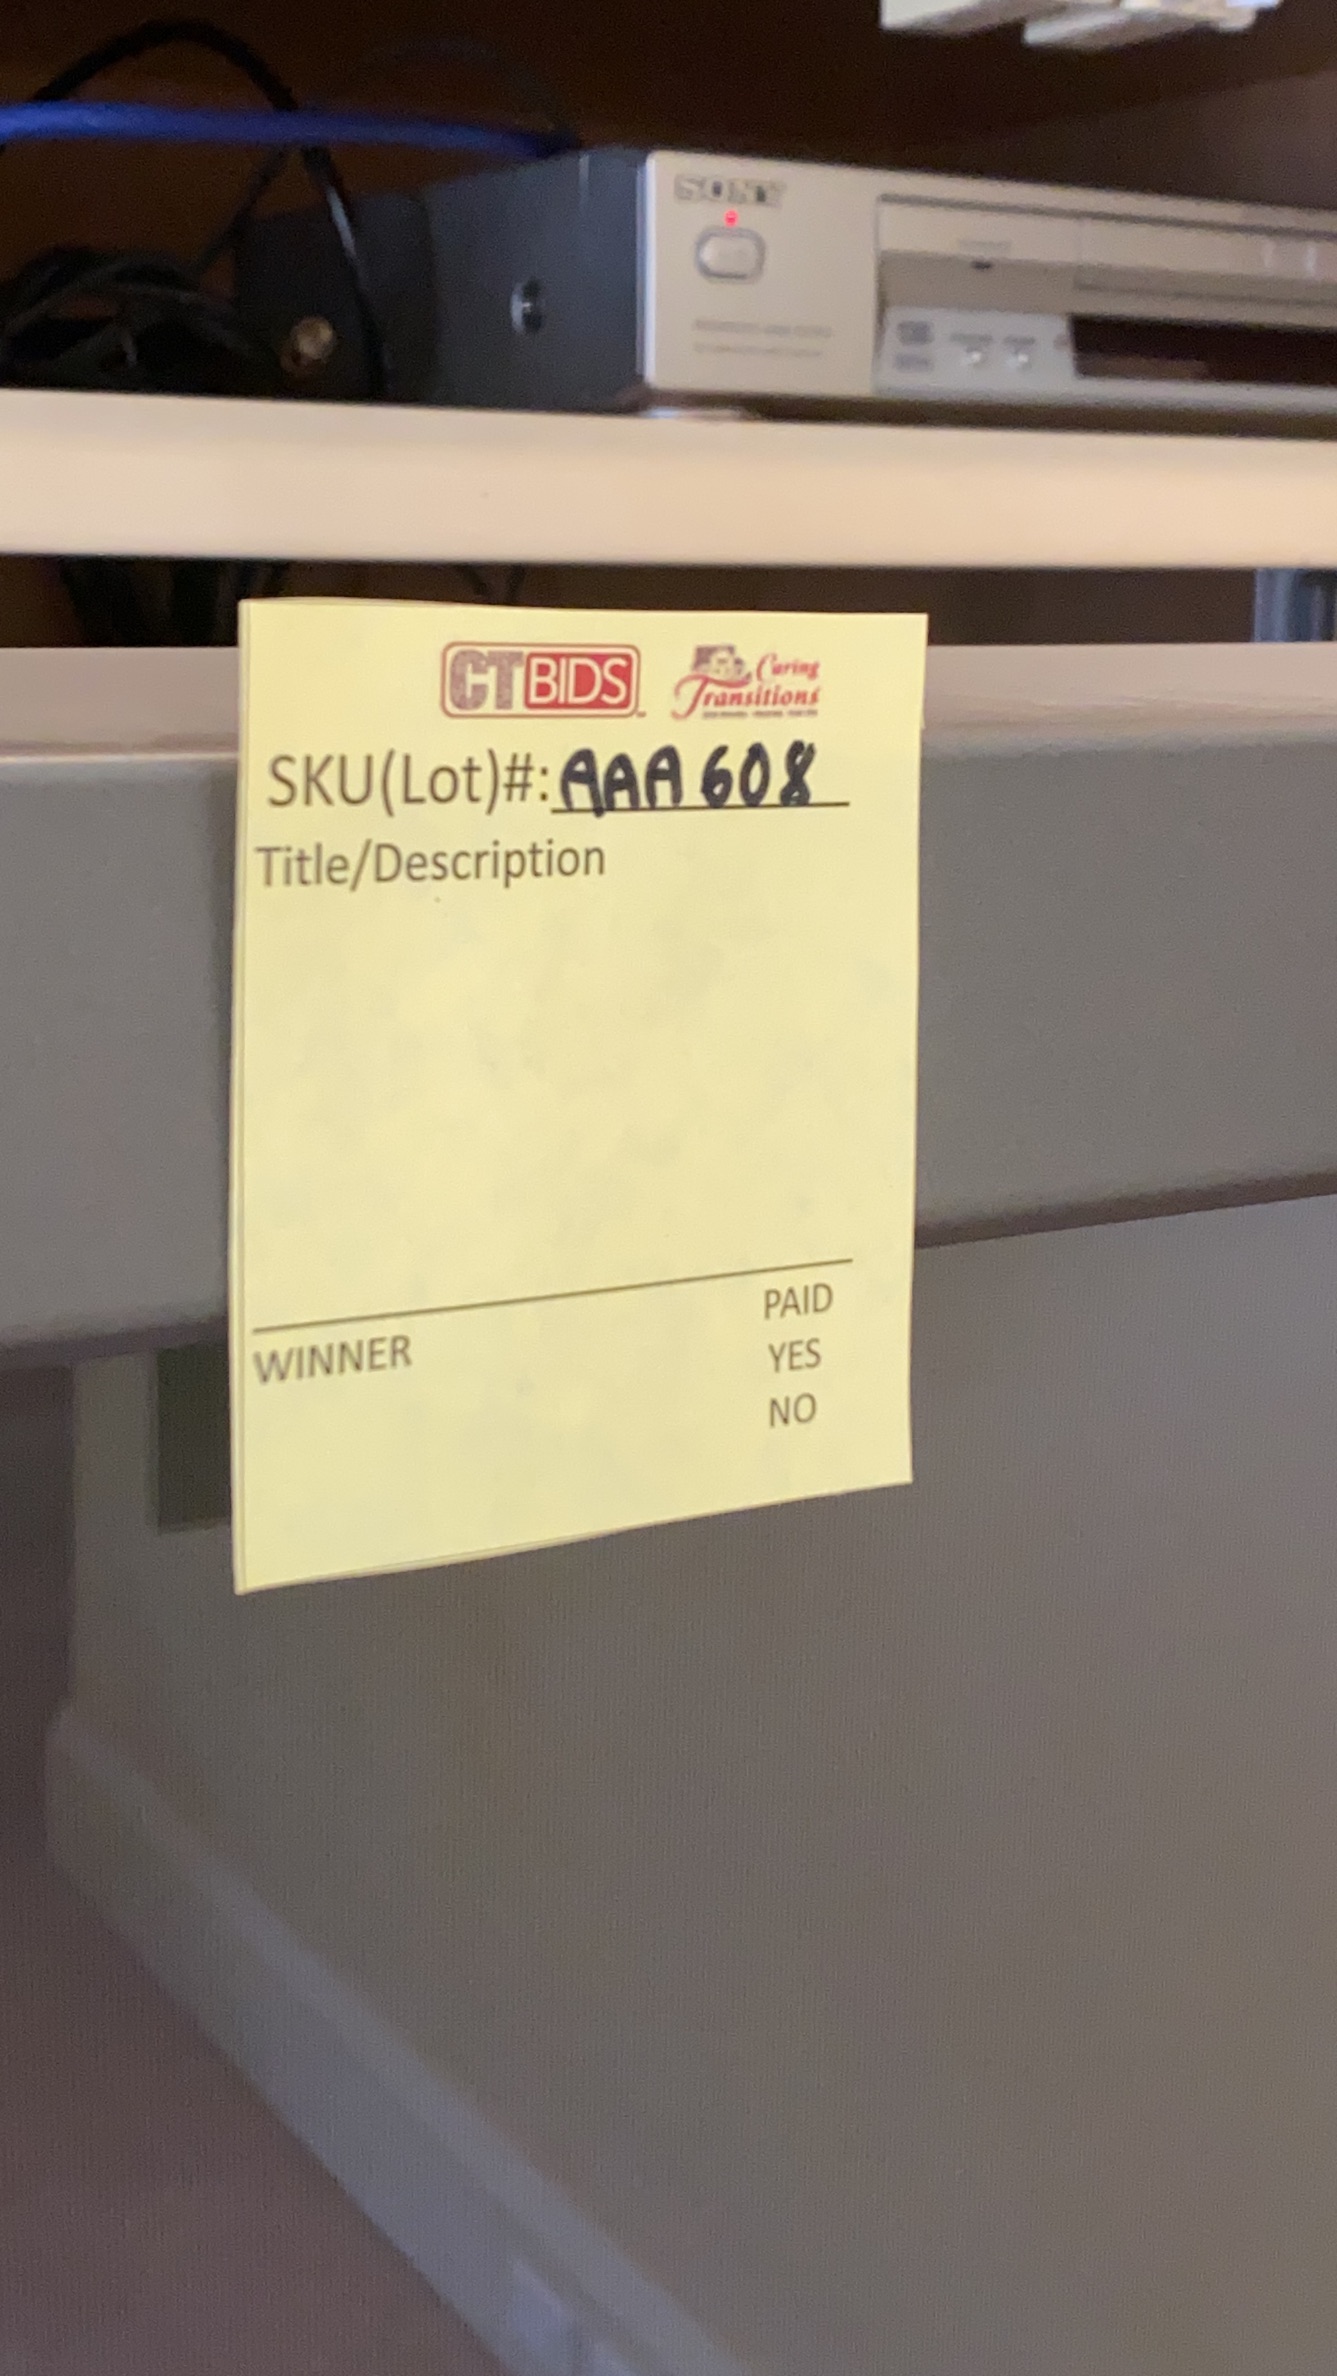 SONY
CTBIDS
Caring
Transitions
SKU(Lot)#: AAA 608
Title/Description
PAID
WINNER
YES
NO